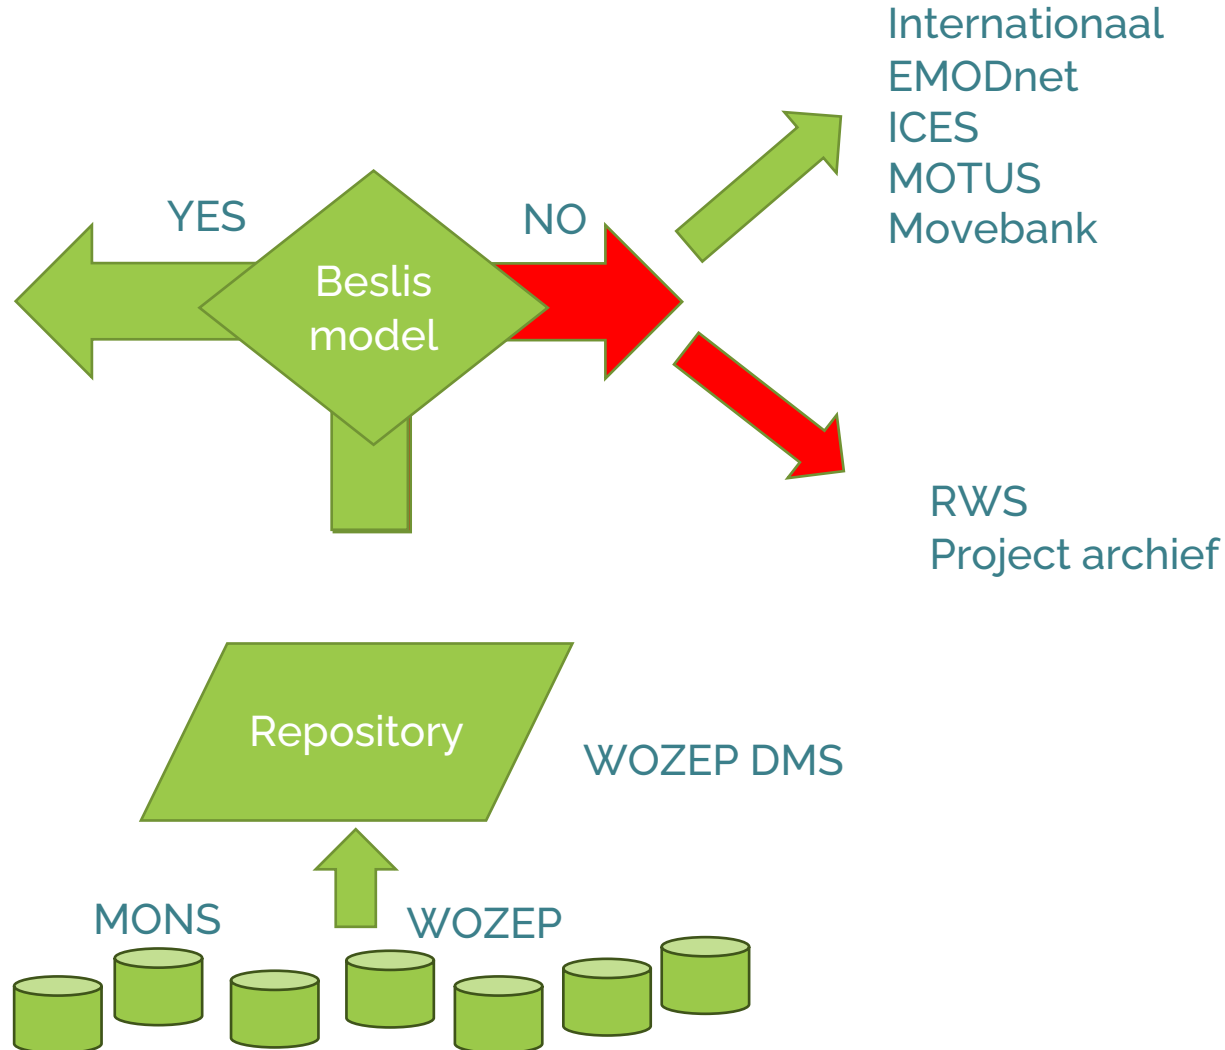 Internationaal
EMODnet
ICES
MOTUS
Movebank
YES
NO
Beslis
model
RWS
Project archief
Repository
WOZEP DMS
MONS
WOZEP